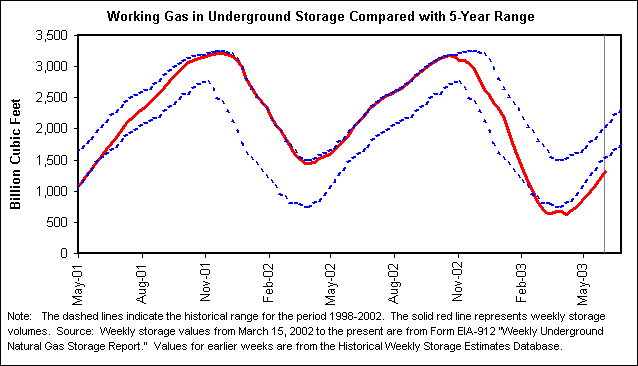 Working Gas in Underground Storage Compared with 5-Year Range
Billion Cubic Feet
3,500
3,000
2,500
2,000
1,500
1,000
500
0
May-01
Aug-01
Nov-01
Feb-02
May-02
Aug-02
Nov-02
Feb-03
May-03
Note: The dashed lines indicate the historical range for the period 1998-2002. The solid red line represents weekly storage
volumes. Source: Weekly storage values from March 15, 2002 to the present are from Form EIA-912 "Weekly Underground
Natural Gas Storage Report." Values for earlier weeks are from the Historical Weekly Storage Estimates Database.